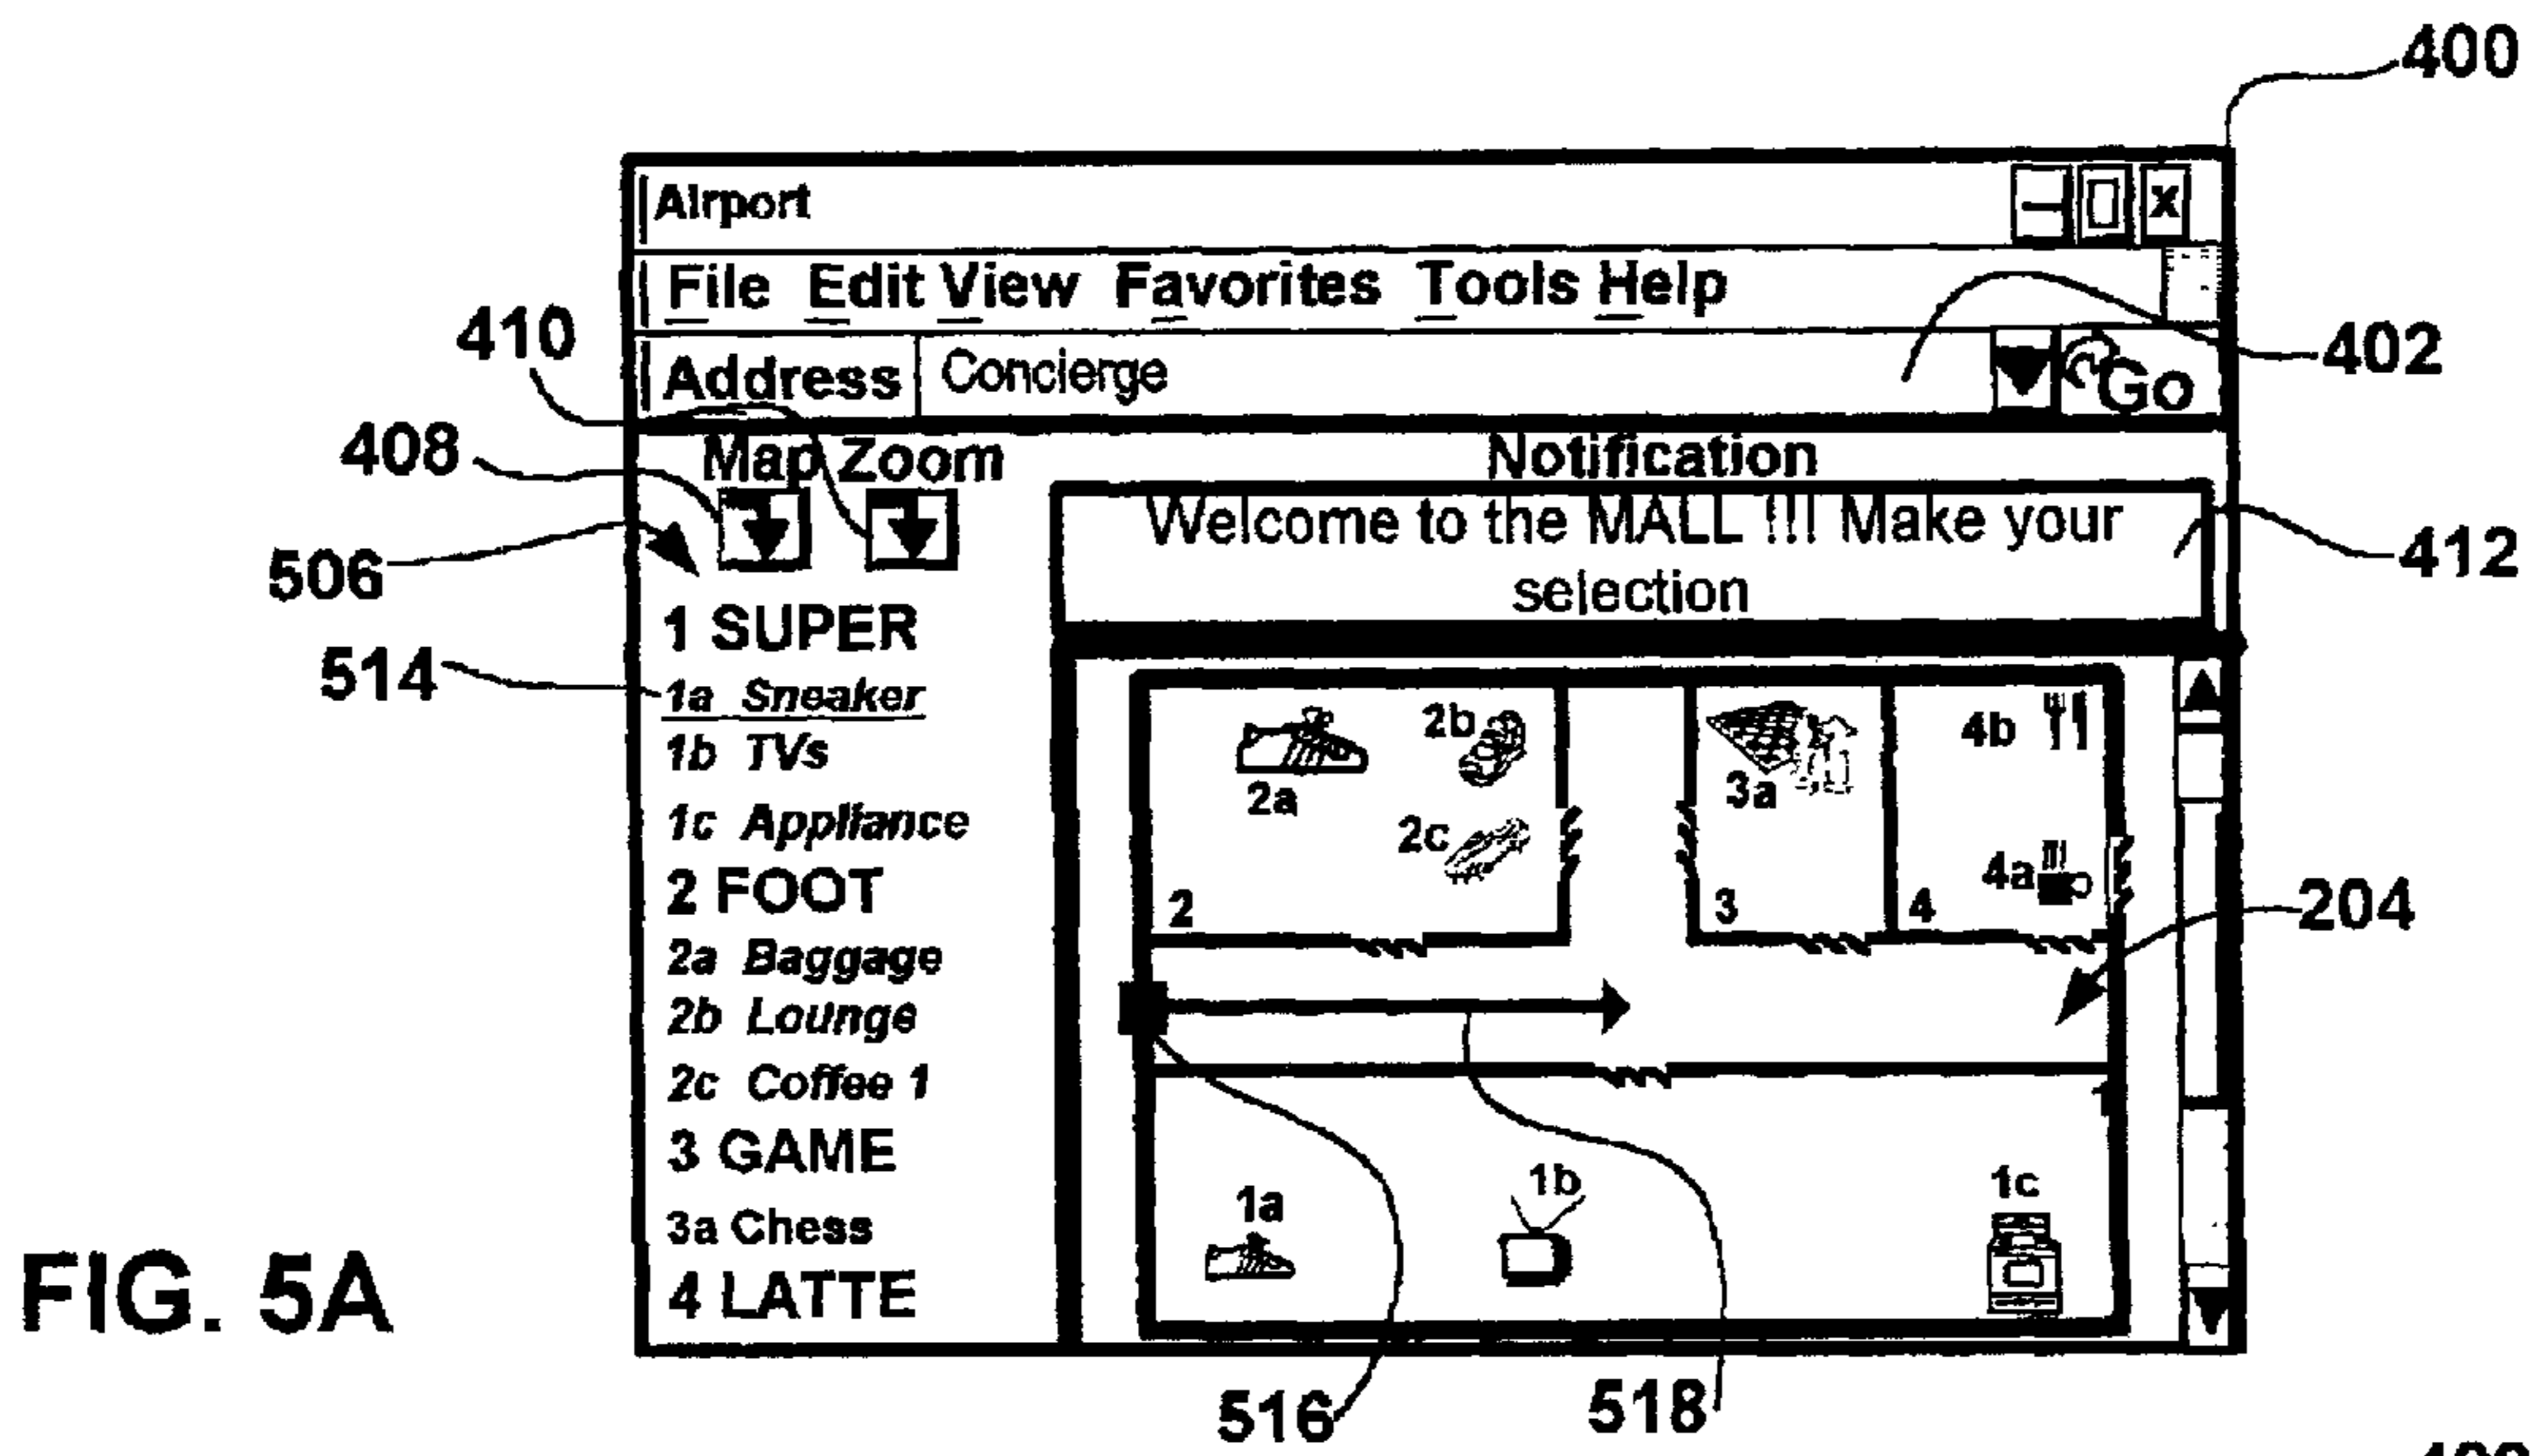 400
Airport
X
File Edit View Favorites Tools Help
410
402
Address Concierge Go
408
Map Zoom Notification
506
Welcome to the MALL !!! Make your
selection
412
1 SUPER
514
1a Sneaker
1b TVs
1c Appliance
2 FOOT
2a Baggage
2b Lounge
2c Coffee 1
3 GAME
3a Chess
4 LATTE
2b
4b
2a
3a
2c
4a
2
3
4
204
1
1a
1b
1c
FIG. 5A
516
518